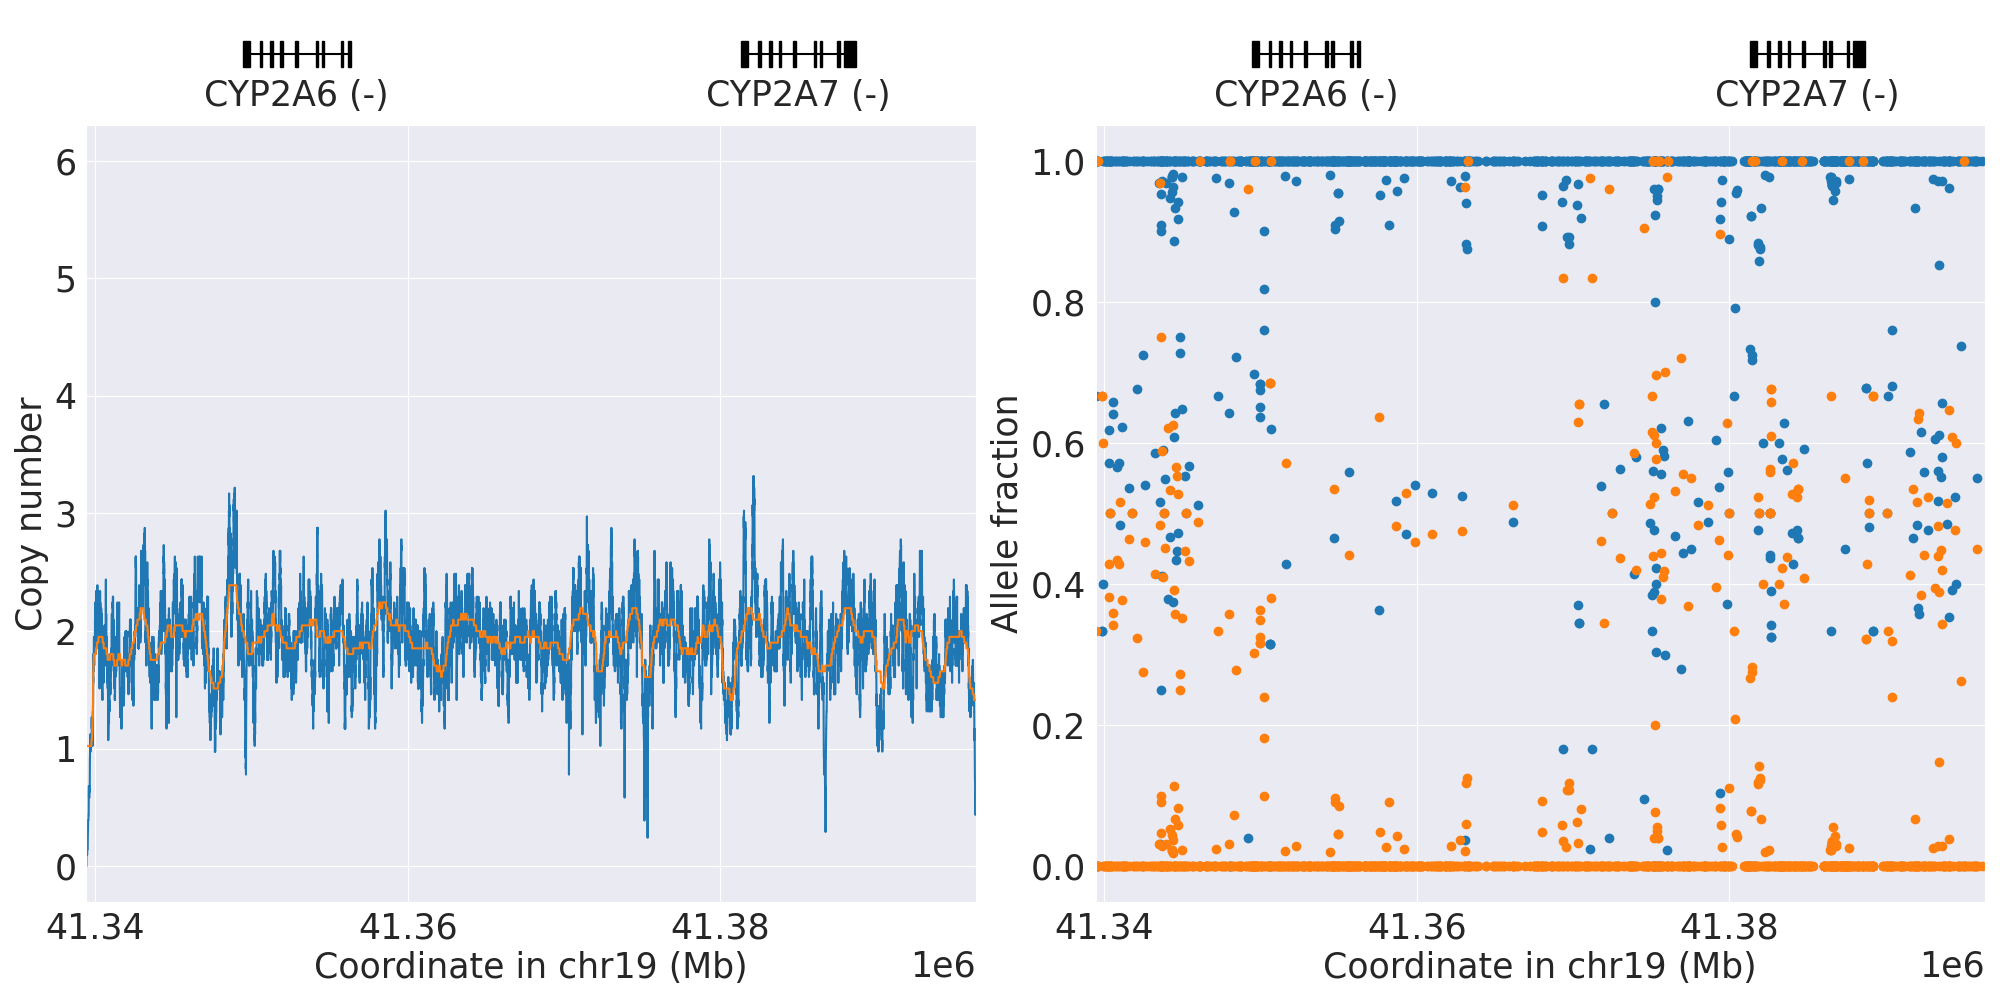 CYP2A6 (-)
CYP2A7 (-)
6
5
4
3
2
1
0
Copy number
41.34
41.36
41.38
Coordinate in chr19 (Mb)
1e6
CYP2A6 (-)
CYP2A7 (-)
1.0
0.8
0.6
0.4
0.2
0.0
Allele fraction
41.34
41.36
41.38
Coordinate in chr19 (Mb)
1e6